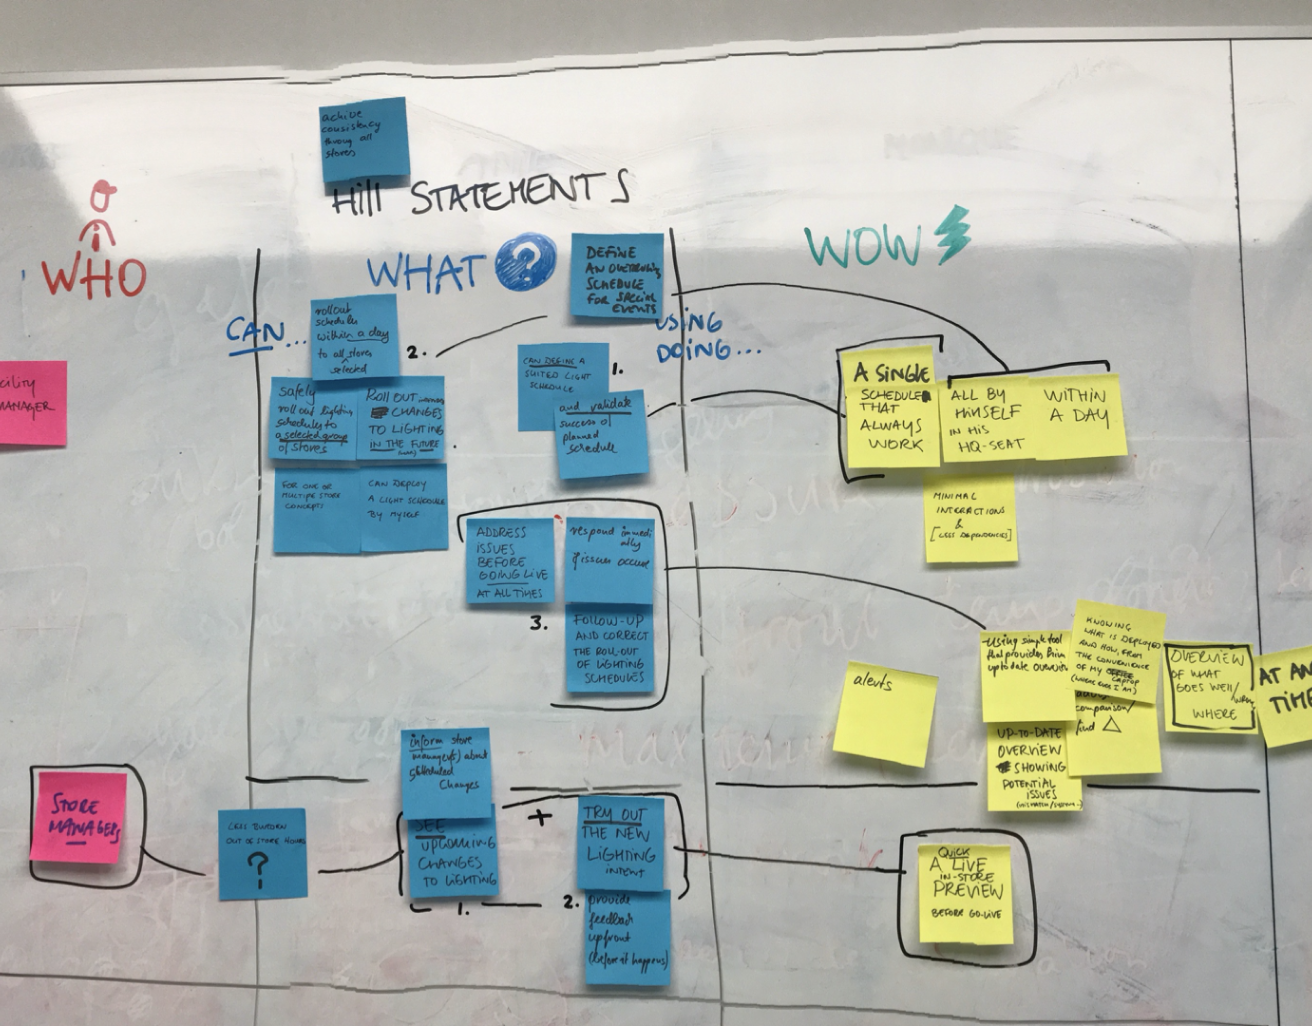 achive
consistency
throug all
stores
Hill STATEMENTS
WHO
WHAT ?
WOW
CAN...
USING
DOING...
DEFINE
AN OVERRULING
SCHEDULE
FOR SPECIAL
EVENTS
rollout
schedules
within a day
to all stores
selected
2.
safely
roll out lighting
schedules to
a selected group
of stores
ROLL OUT
CHANGES
TO LIGHTING
IN THE FUTURE
FOR ONE OR
MULTIPLE STORE
CONCEPTS
CAN DEPLOY
A LIGHT SCHEDULE
BY MYSELF
CAN DEFINE A
SUITED LIGHT
SCHEDULE
1.
and validate
success of
planned
schedule
A SINGLE
SCHEDULE
THAT
ALWAYS
WORK
ALL BY
HIMSELF
IN HIS
HQ-SEAT
WITHIN
A DAY
MINIMAL
INTERACTIONS
&
[LESS DEPENDENCIES]
cility
MANAGER
ADDRESS
ISSUES
BEFORE
GOING LIVE
AT ALL TIMES
respond immedi
ally
if issues occure
3.
FOLLOW-UP
AND CORRECT
THE ROLL-OUT
OF LIGHTING
SCHEDULES
alerts
using simple tool
that provides him
up to date overview
KNOWING
WHAT IS DEPLOYED
AND HOW, FROM
THE CONVENIENCE
OF MY LAPTOP
(WHERE EVER I AM)
comparison/
find △
UP-TO-DATE
OVERVIEW
SHOWING
POTENTIAL
ISSUES
OVERVIEW
OF WHAT
GOES WELL/WRONG
WHERE
AT AN
TIME
STORE
MANAGERS
LESS BURDEN
OUT OF STORE HOURS
?
inform store
manager(s) about
scheduled
changes
SEE
UPCOMING
CHANGES
TO LIGHTING
1.
+
TRY OUT
THE NEW
LIGHTING
INTENT
2.
provide
feedback
upfront
(before it happens)
QUICK
A LIVE
IN-STORE
PREVIEW
BEFORE GO-LIVE